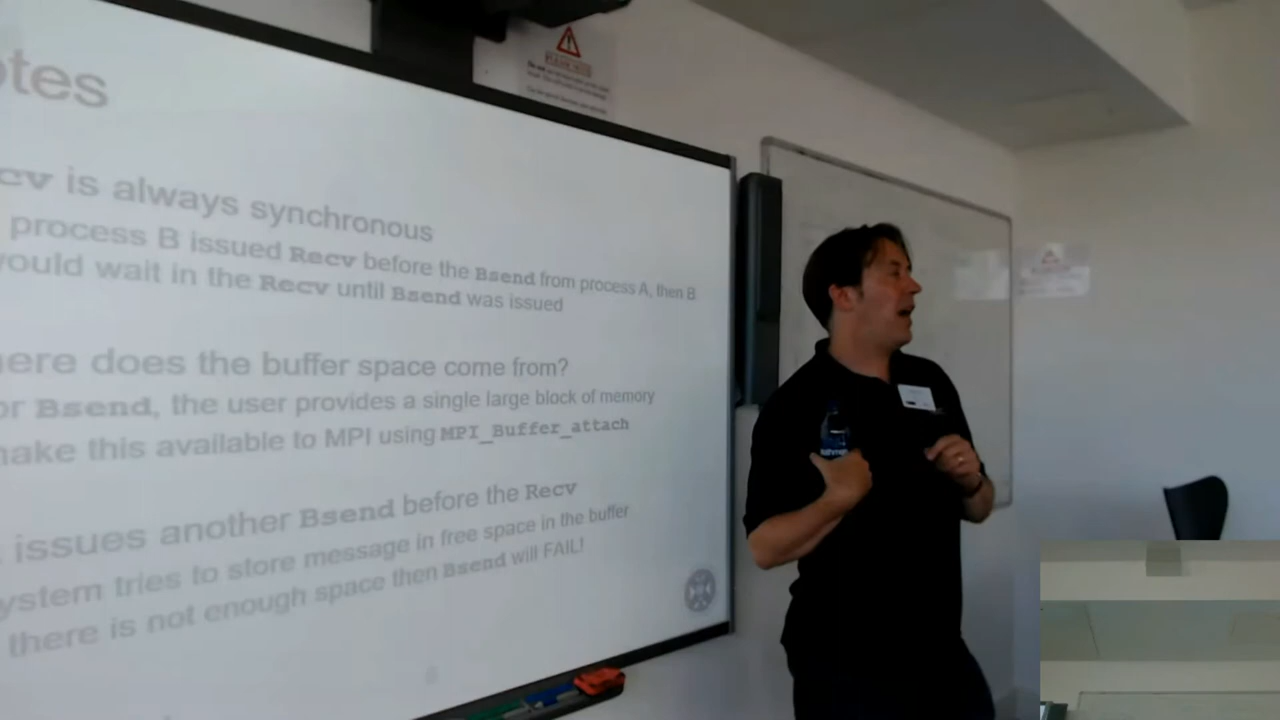 otes
cv is always synchronous
process B issued Recv before the Bsend from process A, then B
would wait in the Recv until Bsend was issued
ere does the buffer space come from?
or Bsend, the user provides a single large block of memory
make this available to MPI using MPI_Buffer_attach
issues another Bsend before the Recv
ystem tries to store message in free space in the buffer
there is not enough space then Bsend will FAIL!